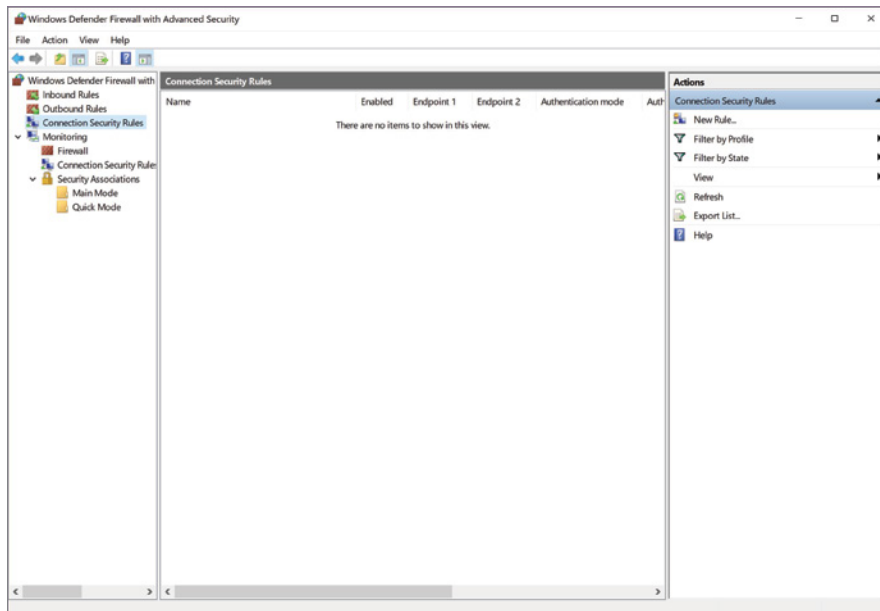 Windows Defender Firewall with Advanced Security
File Action View Help
Windows Defender Firewall with
Inbound Rules
Outbound Rules
Connection Security Rules
Monitoring
Firewall
Connection Security Rule
Security Associations
Main Mode
Quick Mode
Connection Security Rules
Name Enabled Endpoint 1 Endpoint 2 Authentication mode Auth
There are no items to show in this view.
Actions
Connection Security Rules
New Rule...
Filter by Profile
Filter by State
View
Refresh
Export List...
Help